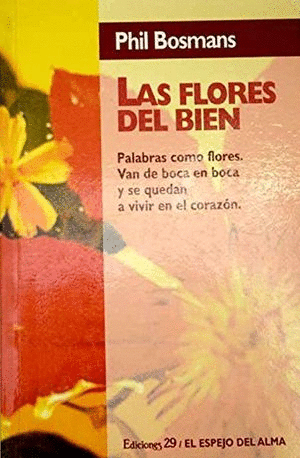 Phil Bosmans
LAS FLORES
DEL BIEN
Palabras como flores.
Van de boca en boca
y se quedan
a vivir en el corazón.
Ediciones 29 / EL ESPEJO DEL ALMA